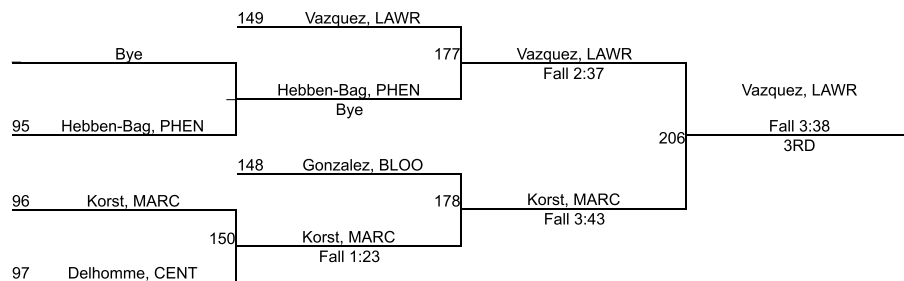 149 Vazquez, LAWR
Bye
177
Vazquez, LAWR
Fall 2:37
Hebben-Bag, PHEN
Bye
Vazquez, LAWR
95 Hebben-Bag, PHEN
Fall 3:38
206
3RD
148 Gonzalez, BLOO
96 Korst, MARC
178
Korst, MARC
Fall 3:43
150
Korst, MARC
Fall 1:23
97 Delhomme, CENT